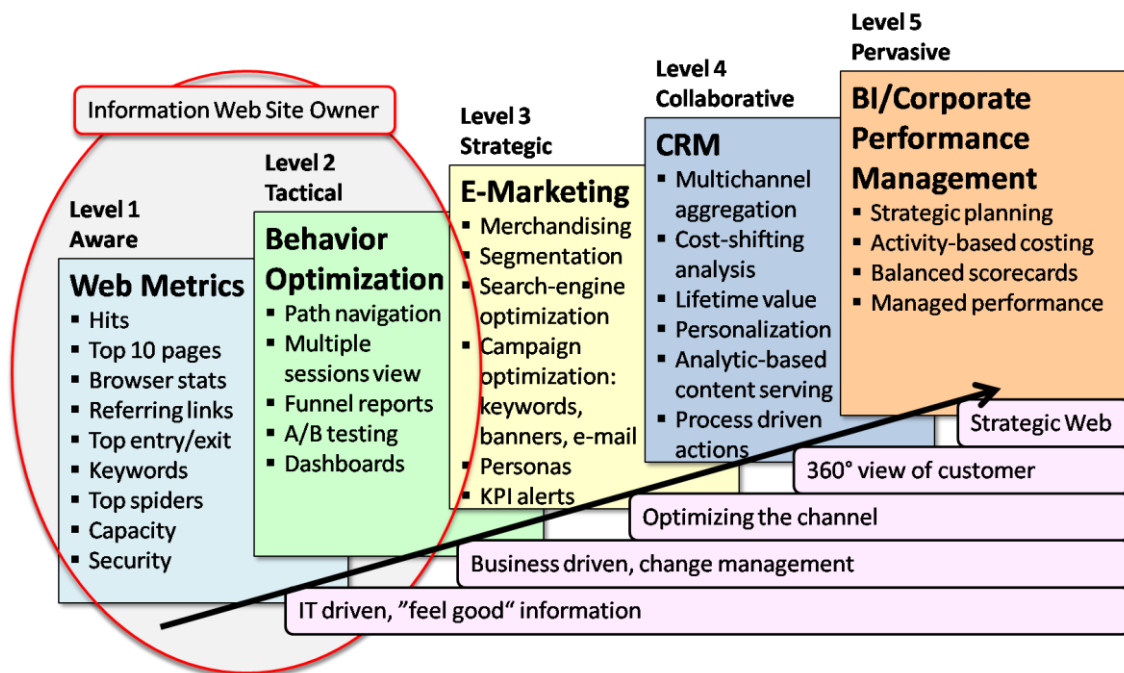 Information Web Site Owner
Level 1
Aware
Web Metrics
▪ Hits
▪ Top 10 pages
▪ Browser stats
▪ Referring links
▪ Top entry/exit
▪ Keywords
▪ Top spiders
▪ Capacity
▪ Security
Level 2
Tactical
Behavior
Optimization
▪ Path navigation
▪ Multiple
sessions view
▪ Funnel reports
▪ A/B testing
▪ Dashboards
Level 3
Strategic
E-Marketing
▪ Merchandising
▪ Segmentation
▪ Search-engine
optimization
▪ Campaign
optimization:
keywords,
banners, e-mail
▪ Personas
▪ KPI alerts
Level 4
Collaborative
CRM
▪ Multichannel
aggregation
▪ Cost-shifting
analysis
▪ Lifetime value
▪ Personalization
▪ Analytic-based
content serving
▪ Process driven
actions
Level 5
Pervasive
BI/Corporate
Performance
Management
▪ Strategic planning
▪ Activity-based costing
▪ Balanced scorecards
▪ Managed performance
Strategic Web
360° view of customer
Optimizing the channel
Business driven, change management
IT driven, ”feel good“ information